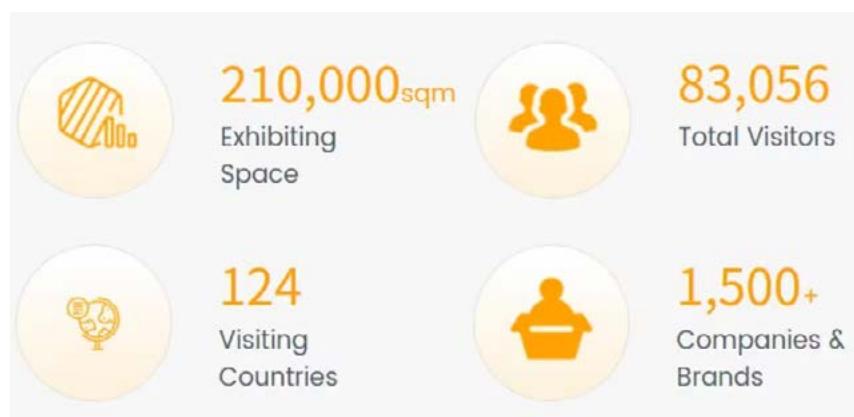 210,000sqm
Exhibiting
Space
83,056
Total Visitors
124
Visiting
Countries
1,500+
Companies &
Brands